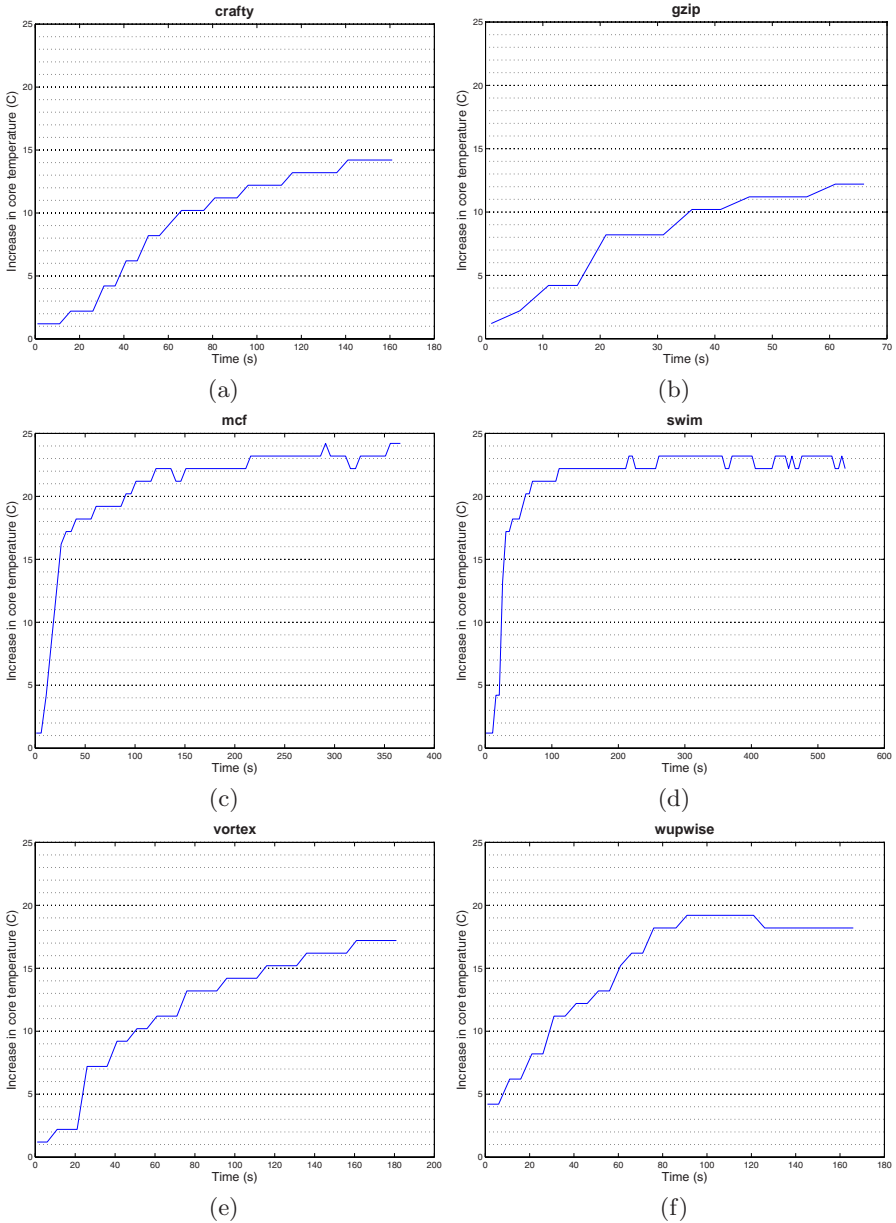 crafty
25
20
15
10
5
0
Increase in core temperature (C)
0 20 40 60 80 100 120 140 160 180
Time (s)
(a)
gzip
25
20
15
10
5
0
Increase in core temperature (C)
10 20 30 40 50 60 70
Time (s)
(b)
mcf
25
20
15
10
5
0
Increase in core temperature (C)
0 50 100 150 200 250 300 350 400
Time (s)
(c)
swim
25
20
15
10
5
0
Increase in core temperature (C)
0 100 200 300 400 500 600
Time (s)
(d)
vortex
25
20
15
10
5
0
Increase in core temperature (C)
0 20 40 60 80 100 120 140 160 180 200
Time (s)
(e)
wupwise
25
20
15
10
5
0
Increase in core temperature (C)
0 20 40 60 80 100 120 140 160 180
Time (s)
(f)